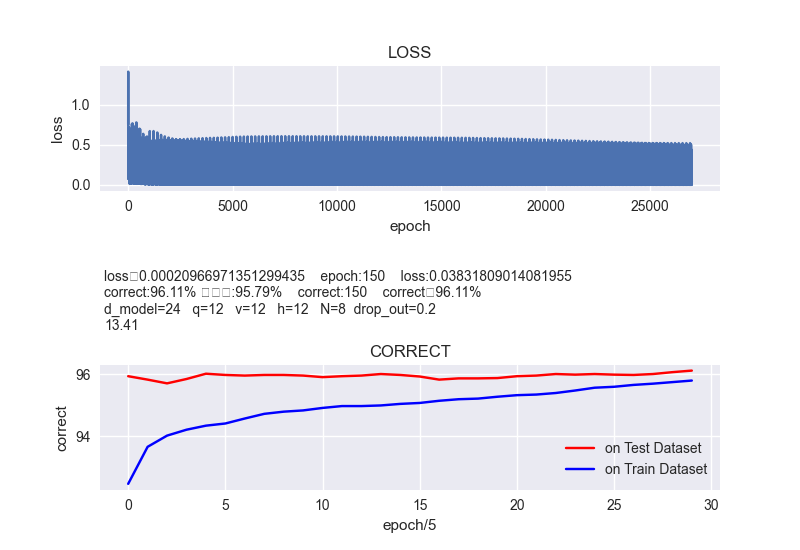 LOSS
1.0
0.5
0.0
loss
0 5000 10000 15000 20000 25000
epoch
loss□0.00020966971351299435 epoch:150 loss:0.03831809014081955
correct:96.11% □□□:95.79% correct:150 correct□96.11%
d_model=24 q=12 v=12 h=12 N=8 drop_out=0.2
13.41
CORRECT
96
94
correct
on Test Dataset
on Train Dataset
0 5 10 15 20 25 30
epoch/5